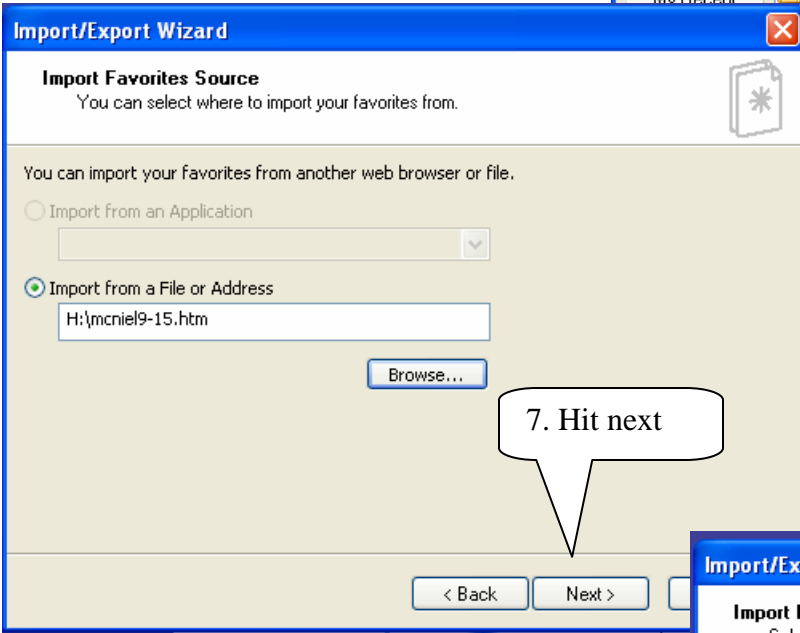 My Recent
Import/Export Wizard
Import Favorites Source
You can select where to import your favorites from.
You can import your favorites from another web browser or file.
Import from an Application
Import from a File or Address
H:\mcniel9-15.htm
Browse...
7. Hit next
< Back
Next >
Import/Ex
Import